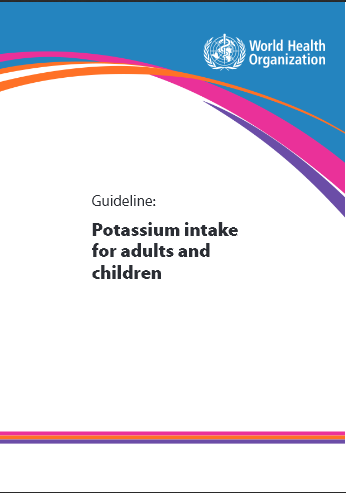 World Health
Organization
Guideline:
Potassium intake
for adults and
children